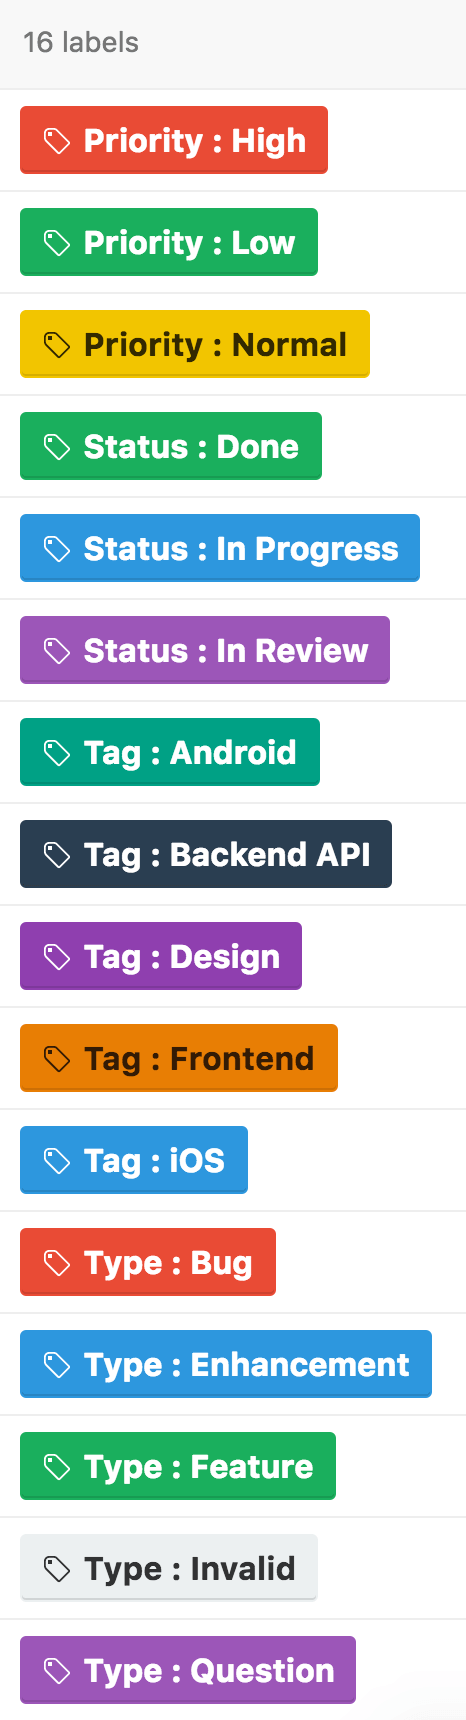 16 labels
Priority : High
Priority : Low
Priority : Normal
Status : Done
Status : In Progress
Status : In Review
Tag : Android
Tag : Backend API
Tag : Design
Tag : Frontend
Tag : iOS
Type : Bug
Type : Enhancement
Type : Feature
Type : Invalid
Type : Question